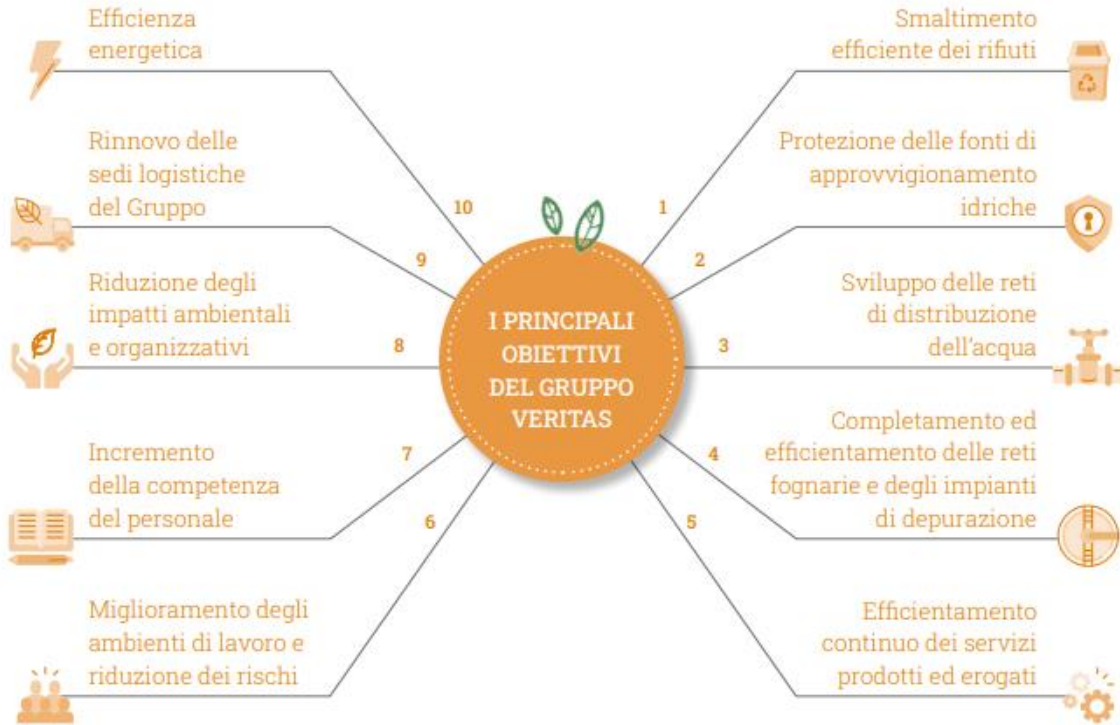 I PRINCIPALI
OBIETTIVI
DEL GRUPPO
VERITAS
1
Smaltimento
efficiente dei rifiuti
2
Protezione delle fonti di
approvvigionamento
idriche
3
Sviluppo delle reti
di distribuzione
dell'acqua
4
Completamento ed
efficientamento delle reti
fognarie e degli impianti
di depurazione
5
Efficientamento
continuo dei servizi
prodotti ed erogati
6
Miglioramento degli
ambienti di lavoro e
riduzione dei rischi
7
Incremento
della competenza
del personale
8
Riduzione degli
impatti ambientali
e organizzativi
9
Rinnovo delle
sedi logistiche
del Gruppo
10
Efficienza
energetica